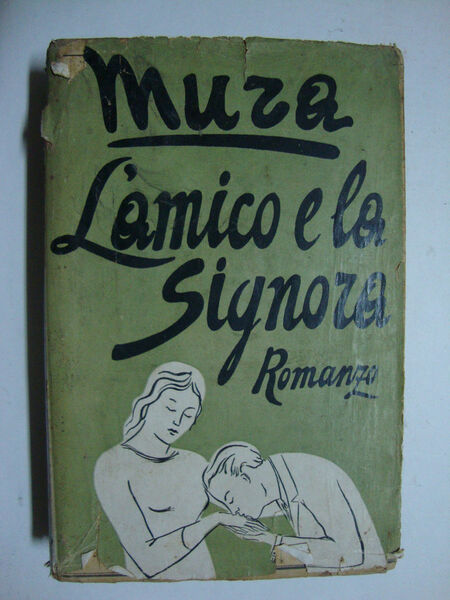 Mura
L'amico e la
Signora
Romanzo